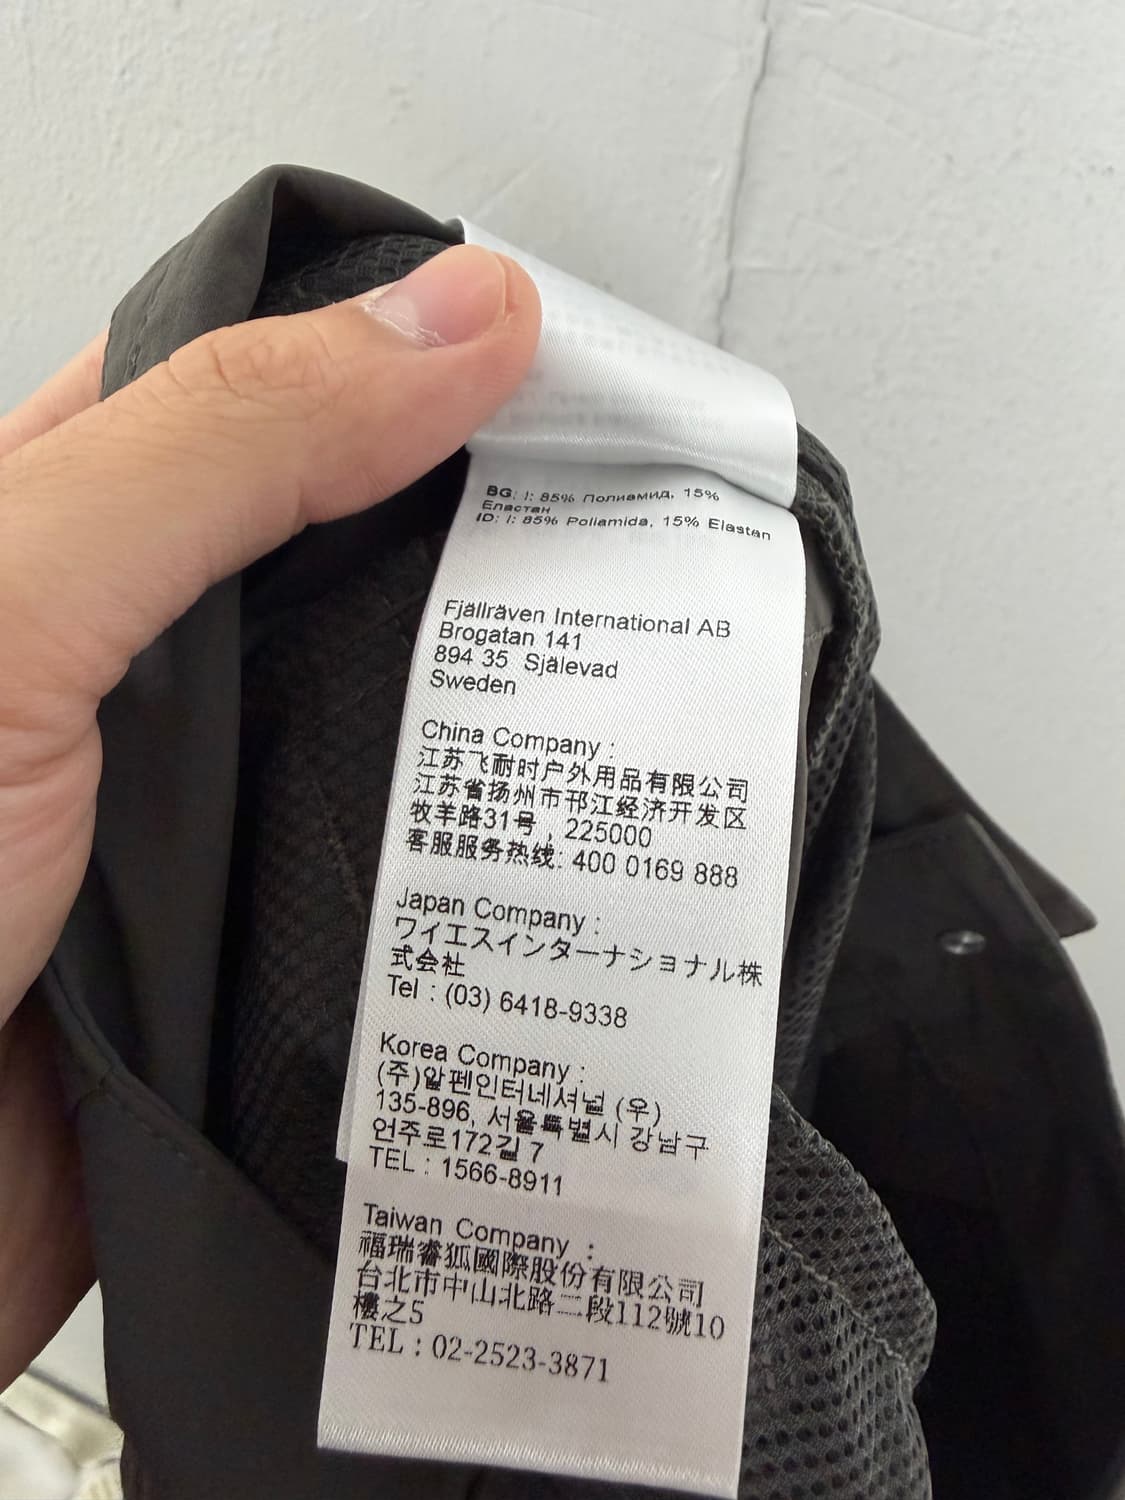 BG: I: 85% Полиамид, 15%
Еластан
ID: I: 85% Poliamida, 15% Elastan
Fjällräven International AB
Brogatan 141
894 35 Själevad
Sweden
China Company :
江苏飞耐时户外用品有限公司
江苏省扬州市邗江经济开发区
牧羊路31号 , 225000
客服服务热线: 400 0169 888
Japan Company :
ワイエスインターナショナル株
式会社
Tel : (03) 6418-9338
Korea Company :
(주)알펜인터네셔널 (우)
135-896, 서울특별시 강남구
언주로172길 7
TEL : 1566-8911
Taiwan Company :
福瑞睿狐國際股份有限公司
台北市中山北路二段112號10
樓之5
TEL : 02-2523-3871